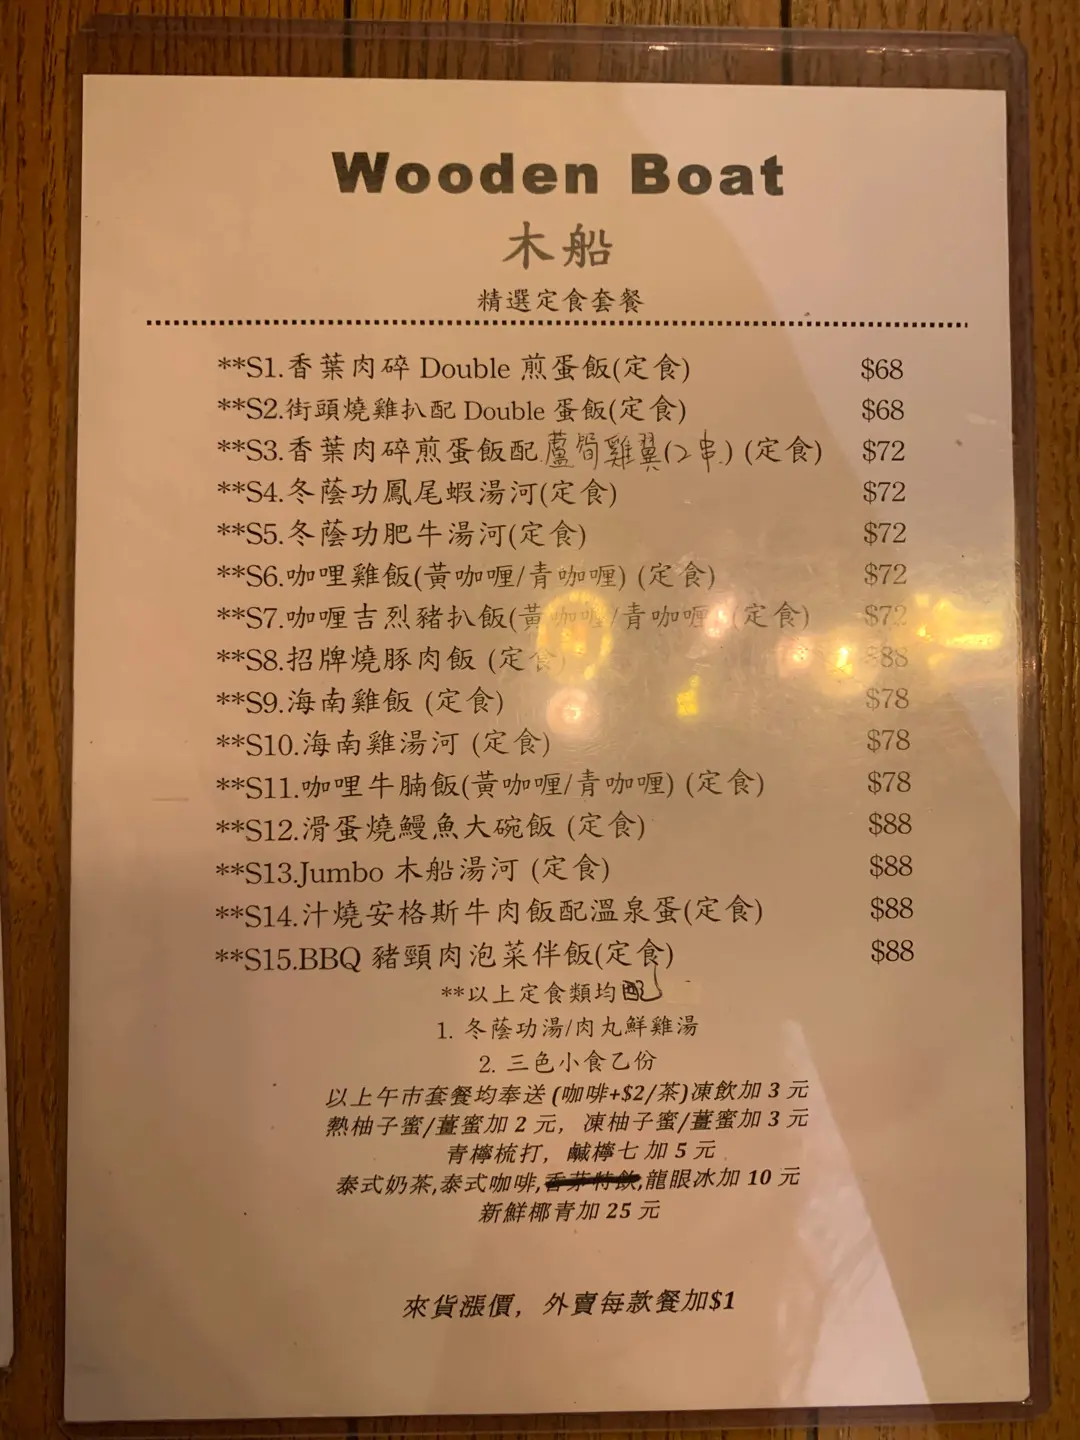 Wooden Boat
木船
精選定食套餐
**S1.香葉肉碎 Double 煎蛋飯(定食) $68
**S2.街頭燒雞扒配 Double 蛋飯(定食) $68
**S3.香葉肉碎煎蛋飯配蘆筍雞翼(2串) (定食) $72
**S4.冬蔭功鳳尾蝦湯河(定食) $72
**S5.冬蔭功肥牛湯河(定食) $72
**S6.咖哩雞飯(黃咖喱/青咖喱) (定食) $72
**S7.咖喱吉烈豬扒飯(黃咖喱/青咖喱) (定食) $72
**S8.招牌燒豚肉飯 (定食) $88
**S9.海南雞飯 (定食) $78
**S10.海南雞湯河 (定食) $78
**S11.咖哩牛腩飯(黃咖喱/青咖喱) (定食) $78
**S12.滑蛋燒鰻魚大碗飯 (定食) $88
**S13.Jumbo 木船湯河 (定食) $88
**S14.汁燒安格斯牛肉飯配溫泉蛋(定食) $88
**S15.BBQ 豬頸肉泡菜伴飯(定食) $88
**以上定食類均配
1. 冬蔭功湯/肉丸鮮雞湯
2. 三色小食乙份
以上午市套餐均奉送 (咖啡+$2/茶)凍飲加 3 元
熱柚子蜜/薑蜜加 2 元，凍柚子蜜/薑蜜加 3 元
青檸梳打，鹹檸七 加 5 元
泰式奶茶,泰式咖啡,香茅特飲,龍眼冰加 10 元
新鮮椰青加 25 元
來貨漲價，外賣每款餐加$1